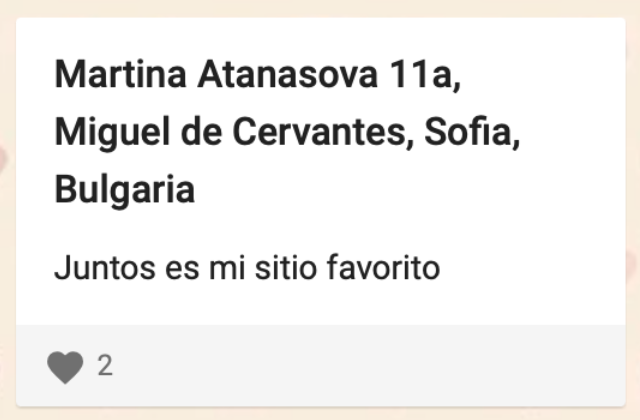 Martina Atanasova 11a,
Miguel de Cervantes, Sofia,
Bulgaria
Juntos es mi sitio favorito
2